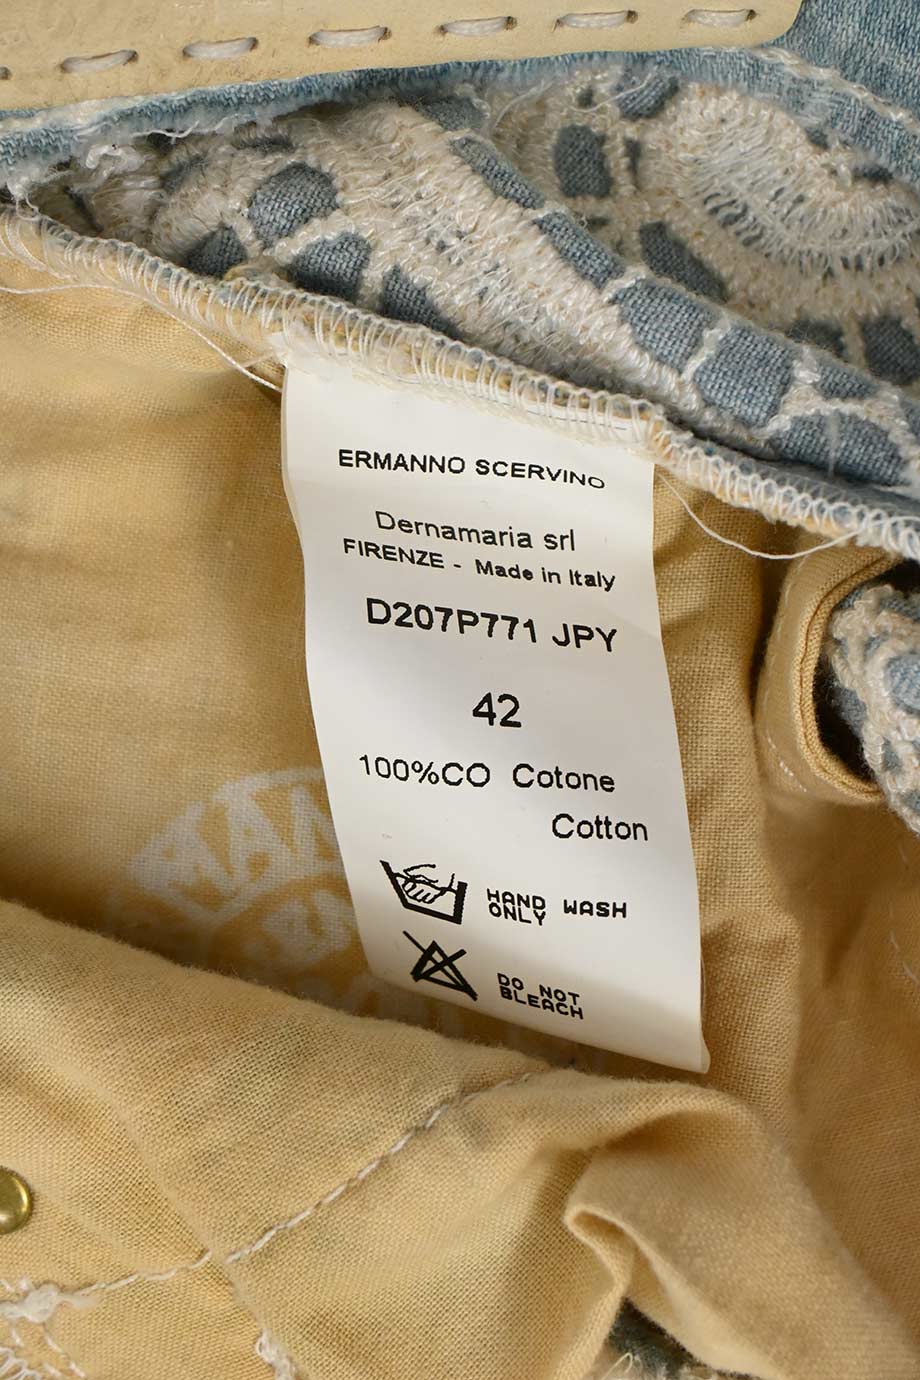 ERMANNO SCERVINO
Dernamaria srl
FIRENZE - Made in Italy
D207P771 JPY
42
100%CO Cotone
Cotton
HAND WASH
ONLY
DO NOT
BLEACH